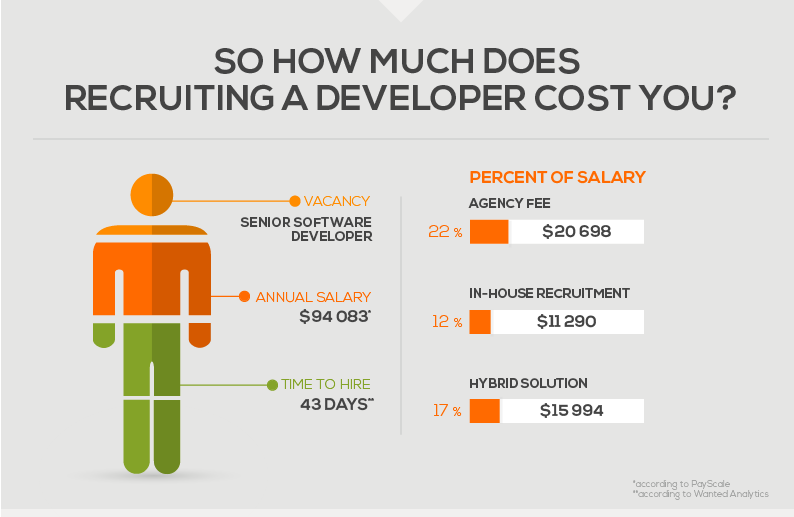 SO HOW MUCH DOES
RECRUITING A DEVELOPER COST YOU?
VACANCY
SENIOR SOFTWARE
DEVELOPER
ANNUAL SALARY
$94 083*
TIME TO HIRE
43 DAYS**
PERCENT OF SALARY
AGENCY FEE
22 % $20 698
IN-HOUSE RECRUITMENT
12 % $11 290
HYBRID SOLUTION
17 % $15 994
*according to PayScale
**according to Wanted Analytics